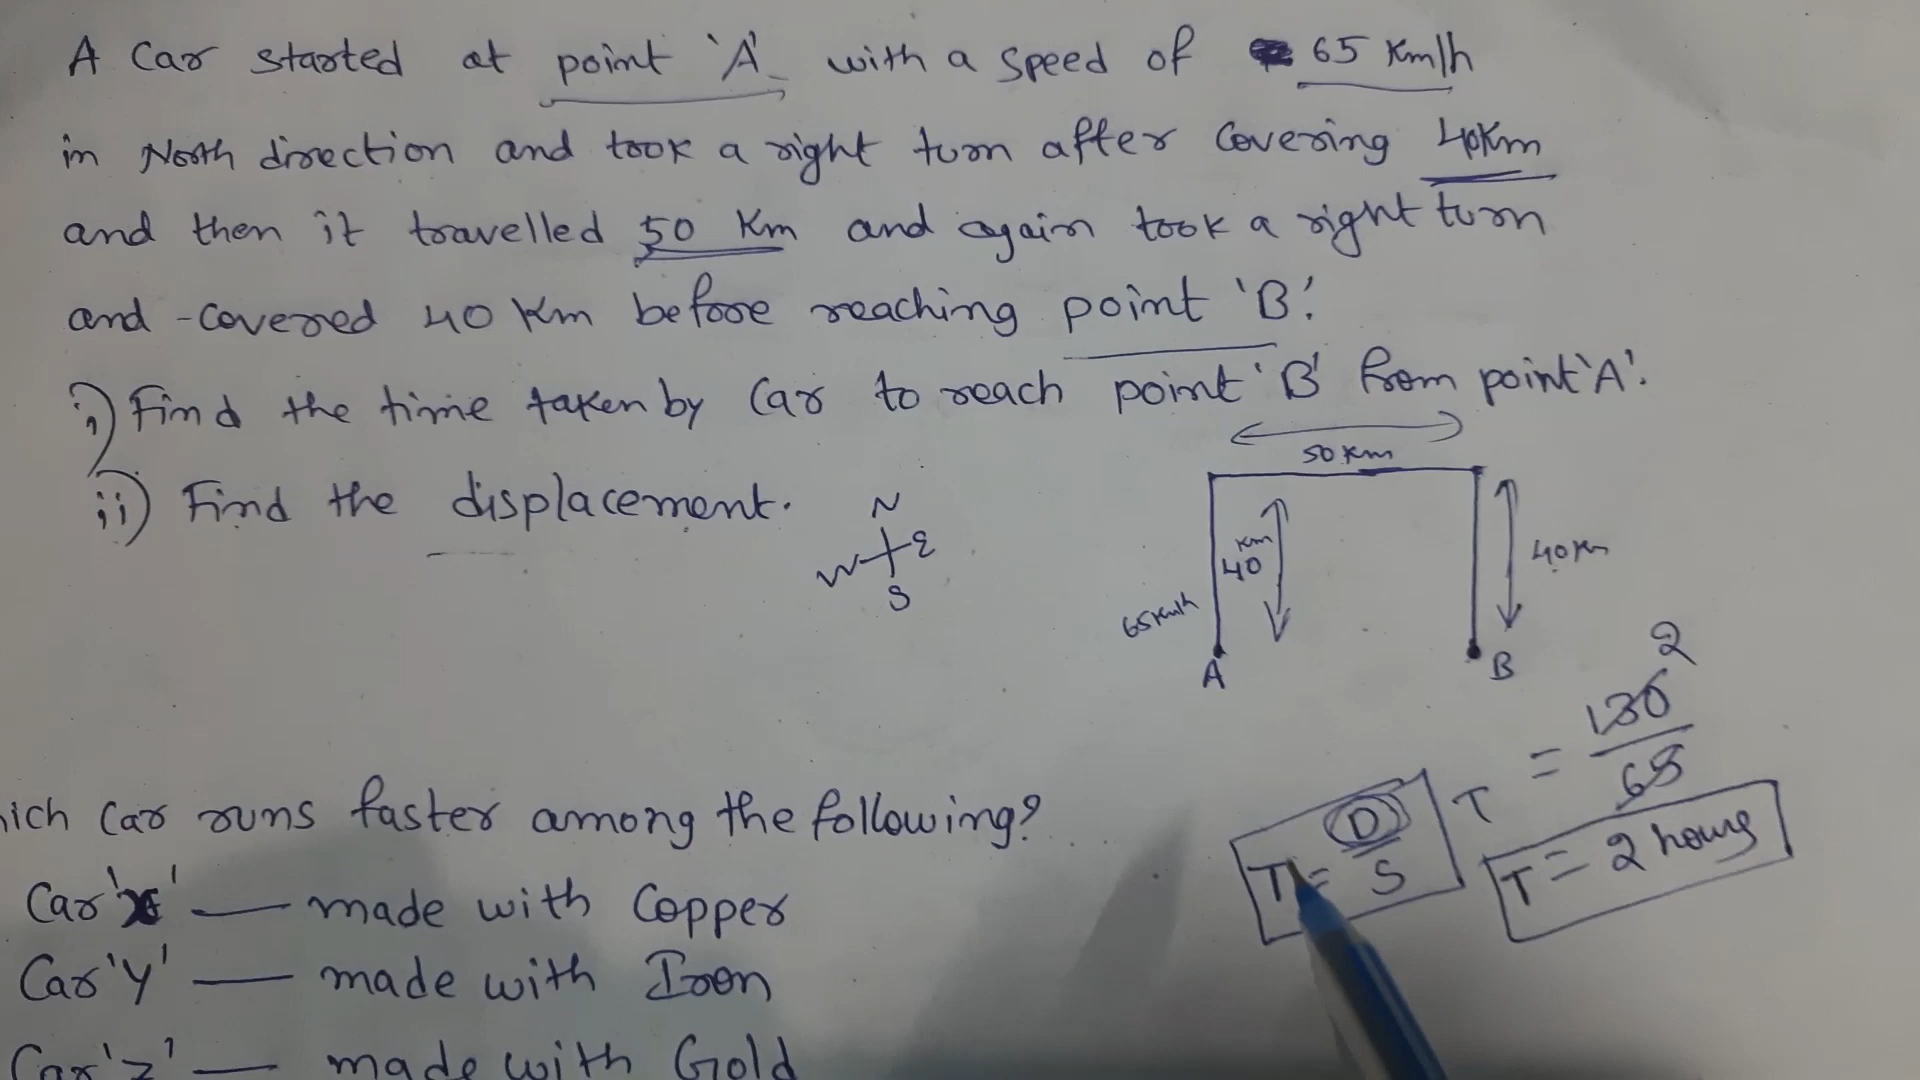 A Car started at point 'A' with a speed of 65 Km/h
in North direction and took a right turn after Covering 40Km
and then it travelled 50 Km and again took a right turn
and covered 40 Km before reaching point 'B'.
i) Find the time taken by Car to reach point 'B' from point 'A'.
ii) Find the displacement.
N
W E
S
50 Km
40 km
65 Km/h
40 Km
A
B
T = 130/65 2
T = D/S
T = 2 hours
ich Car runs faster among the following?
Car 'X' — made with Copper
Car 'Y' — made with Iron
Car 'Z' — made with Gold